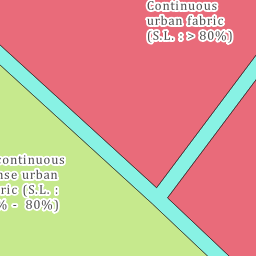 Continuous
urban fabric
(S.L. : > 80%)
continuous
nse urban
ric (S.L. :
% - 80%)